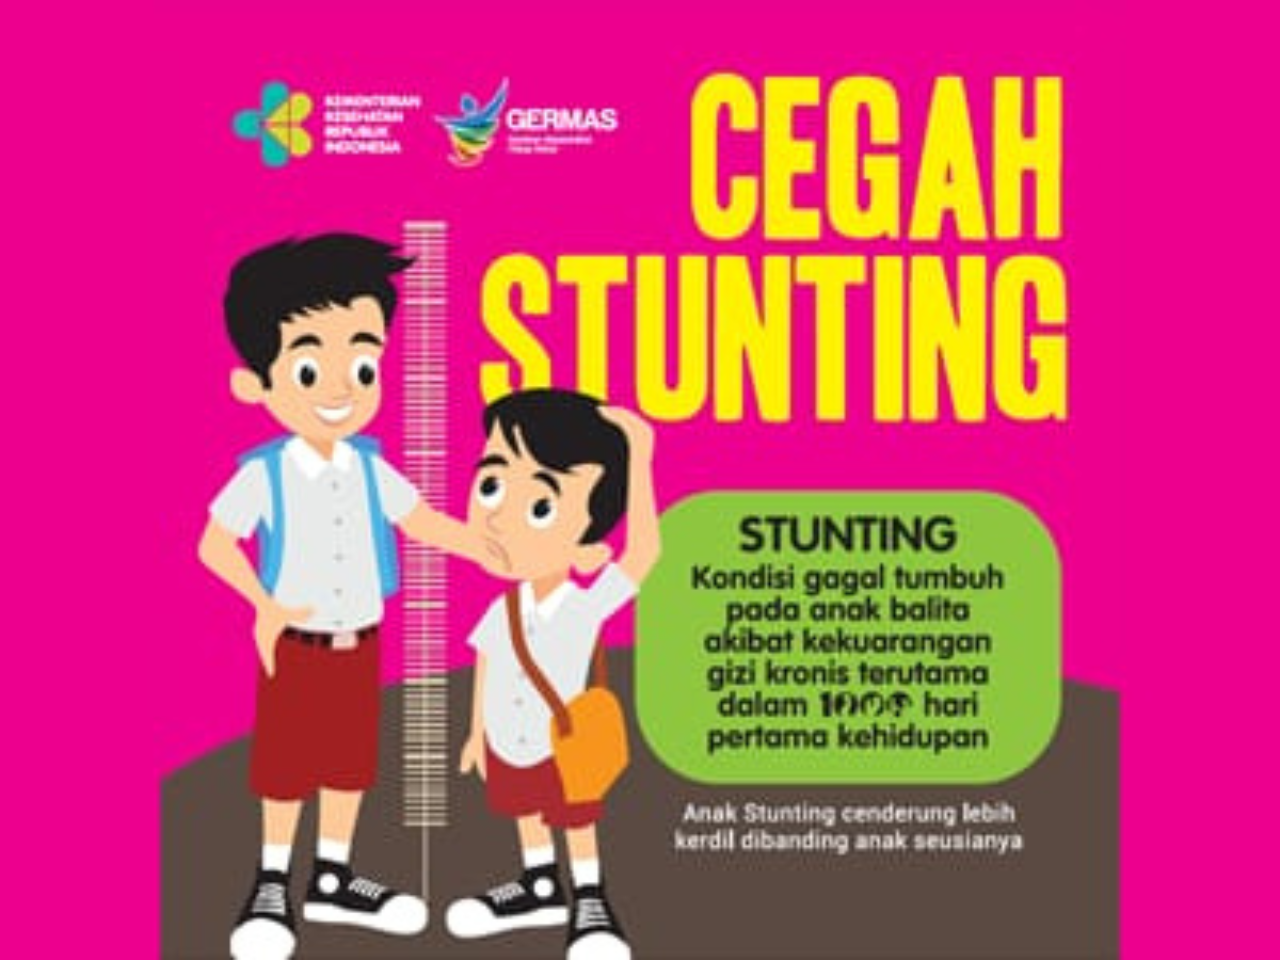 KEMENTERIAN
KESEHATAN
REPUBLIK
INDONESIA
GERMAS
CEGAH
STUNTING
STUNTING
Kondisi gagal tumbuh
pada anak balita
akibat kekuarangan
gizi kronis terutama
dalam 1000 hari
pertama kehidupan
Anak Stunting cenderung lebih
kerdil dibanding anak seusianya